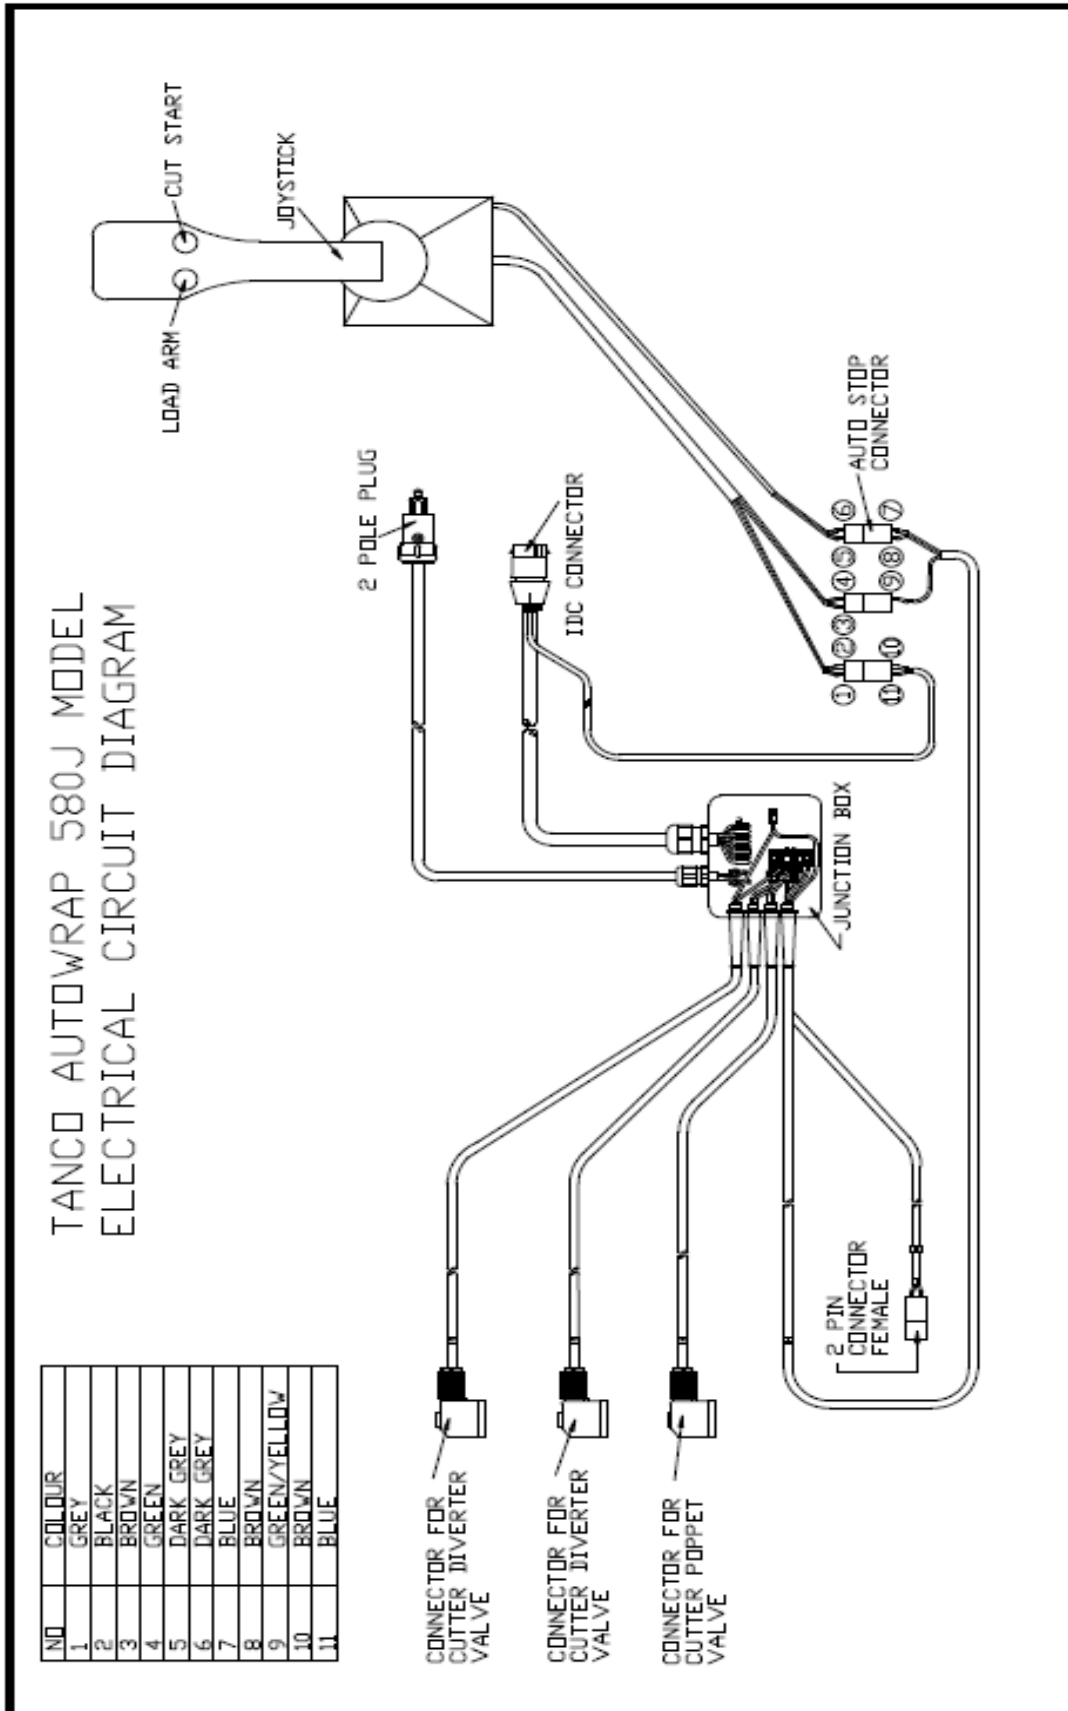 TANCO AUTOWRAP 580J MODEL
ELECTRICAL CIRCUIT DIAGRAM
NO COLOUR
1 GREY
2 BLACK
3 BROWN
4 GREEN
5 DARK GREY
6 DARK GREY
7 BLUE
8 BROWN
9 GREEN/YELLOW
10 BROWN
11 BLUE
LOAD ARM
CUT START
JOYSTICK
2 POLE PLUG
IDC CONNECTOR
AUTO STOP
CONNECTOR
1 2 3 4 5 6
11 10 9 8 7
JUNCTION BOX
2 PIN
CONNECTOR
FEMALE
CONNECTOR FOR
CUTTER DIVERTER
VALVE
CONNECTOR FOR
CUTTER DIVERTER
VALVE
CONNECTOR FOR
CUTTER POPPET
VALVE